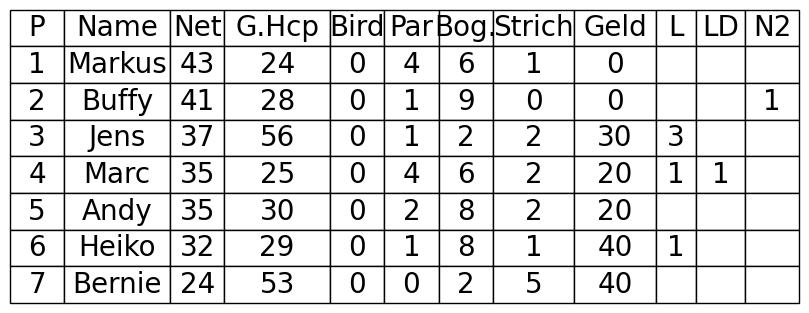 P Name Net G.Hcp Bird Par Bog. Strich Geld L LD N2
1 Markus 43 24 0 4 6 1 0
2 Buffy 41 28 0 1 9 0 0 1
3 Jens 37 56 0 1 2 2 30 3
4 Marc 35 25 0 4 6 2 20 1 1
5 Andy 35 30 0 2 8 2 20
6 Heiko 32 29 0 1 8 1 40 1
7 Bernie 24 53 0 0 2 5 40